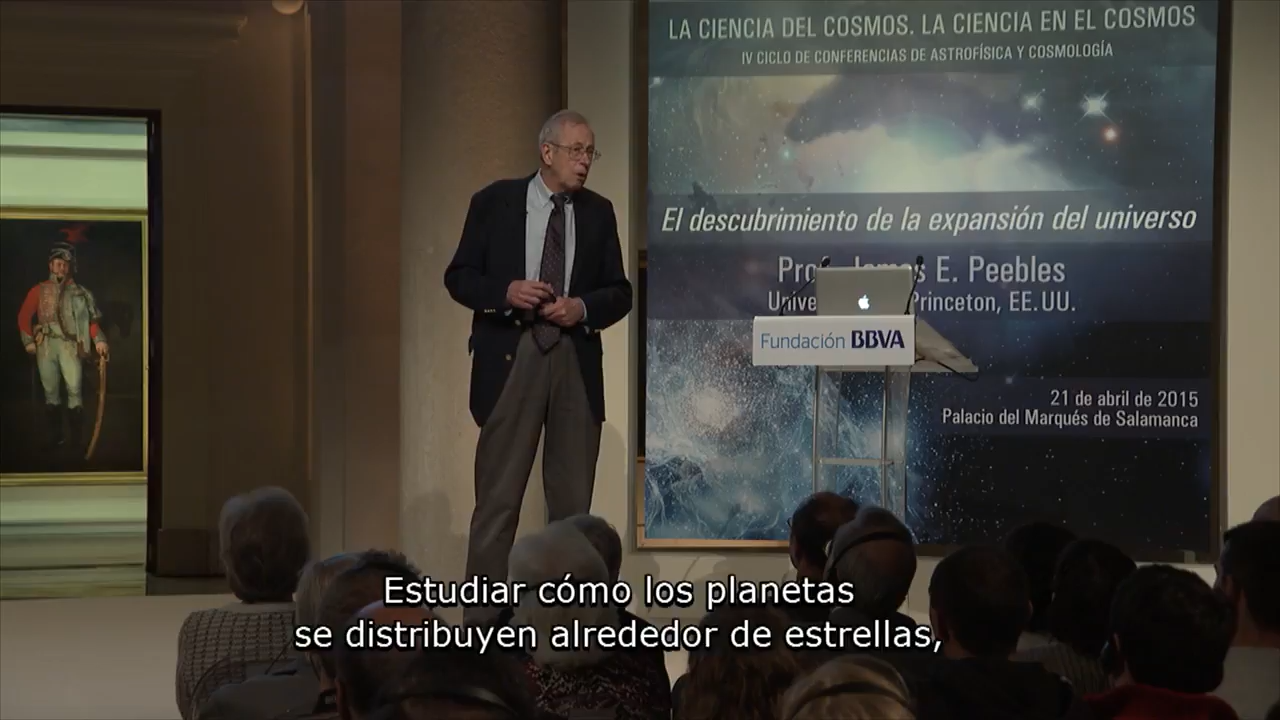 LA CIENCIA DEL COSMOS. LA CIENCIA EN EL COSMOS
IV CICLO DE CONFERENCIAS DE ASTROFÍSICA Y COSMOLOGÍA
El descubrimiento de la expansión del universo
E. Peebles
Princeton, EE.UU.
Fundación BBVA
21 de abril de 2015
Palacio del Marqués de Salamanca
Estudiar cómo los planetas
se distribuyen alrededor de estrellas,